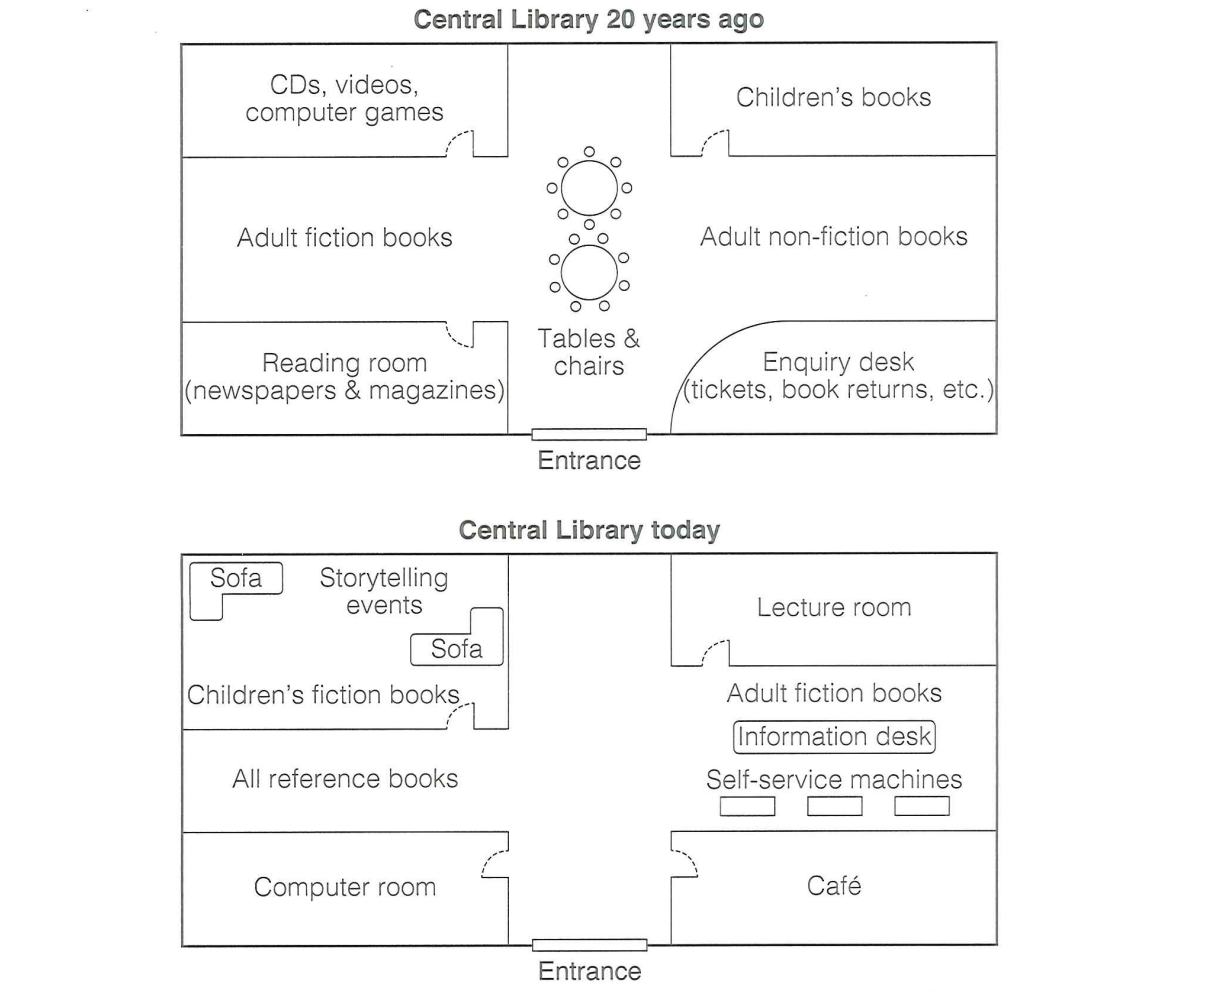 Central Library 20 years ago
CDs, videos,
computer games
Children's books
Adult fiction books
Adult non-fiction books
Tables &
chairs
Reading room
(newspapers & magazines)
Enquiry desk
(tickets, book returns, etc.)
Entrance
Central Library today
Sofa
Storytelling
events
Sofa
Children's fiction books
Lecture room
Adult fiction books
Information desk
Self-service machines
All reference books
Computer room
Café
Entrance